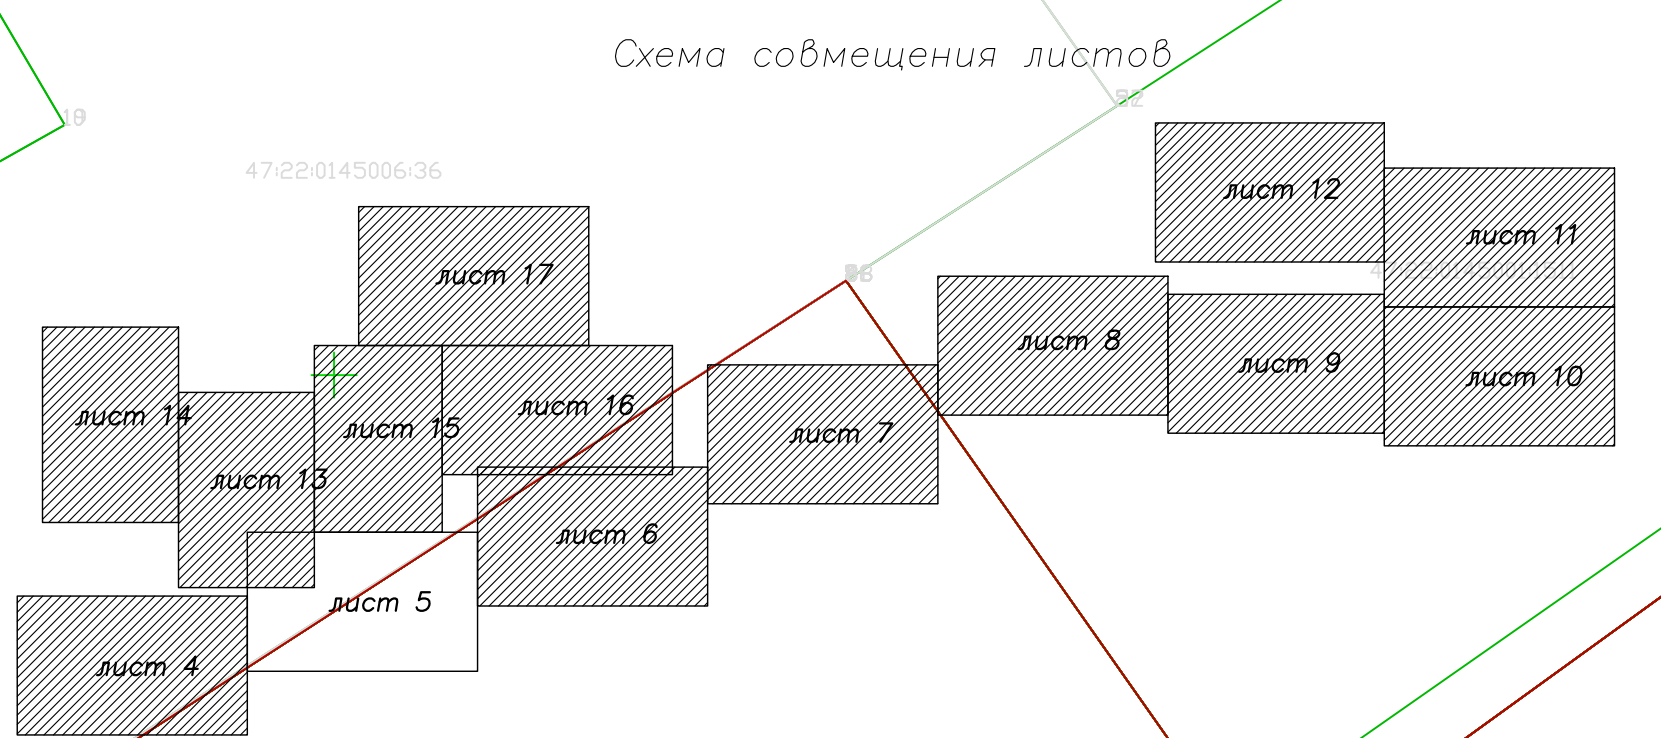 Схема совмещения листов
47:22:0145006:36
лист 12
лист 11
лист 17
лист 8
лист 9
лист 10
лист 14
лист 16
лист 15
лист 7
лист 13
лист 6
лист 5
лист 4